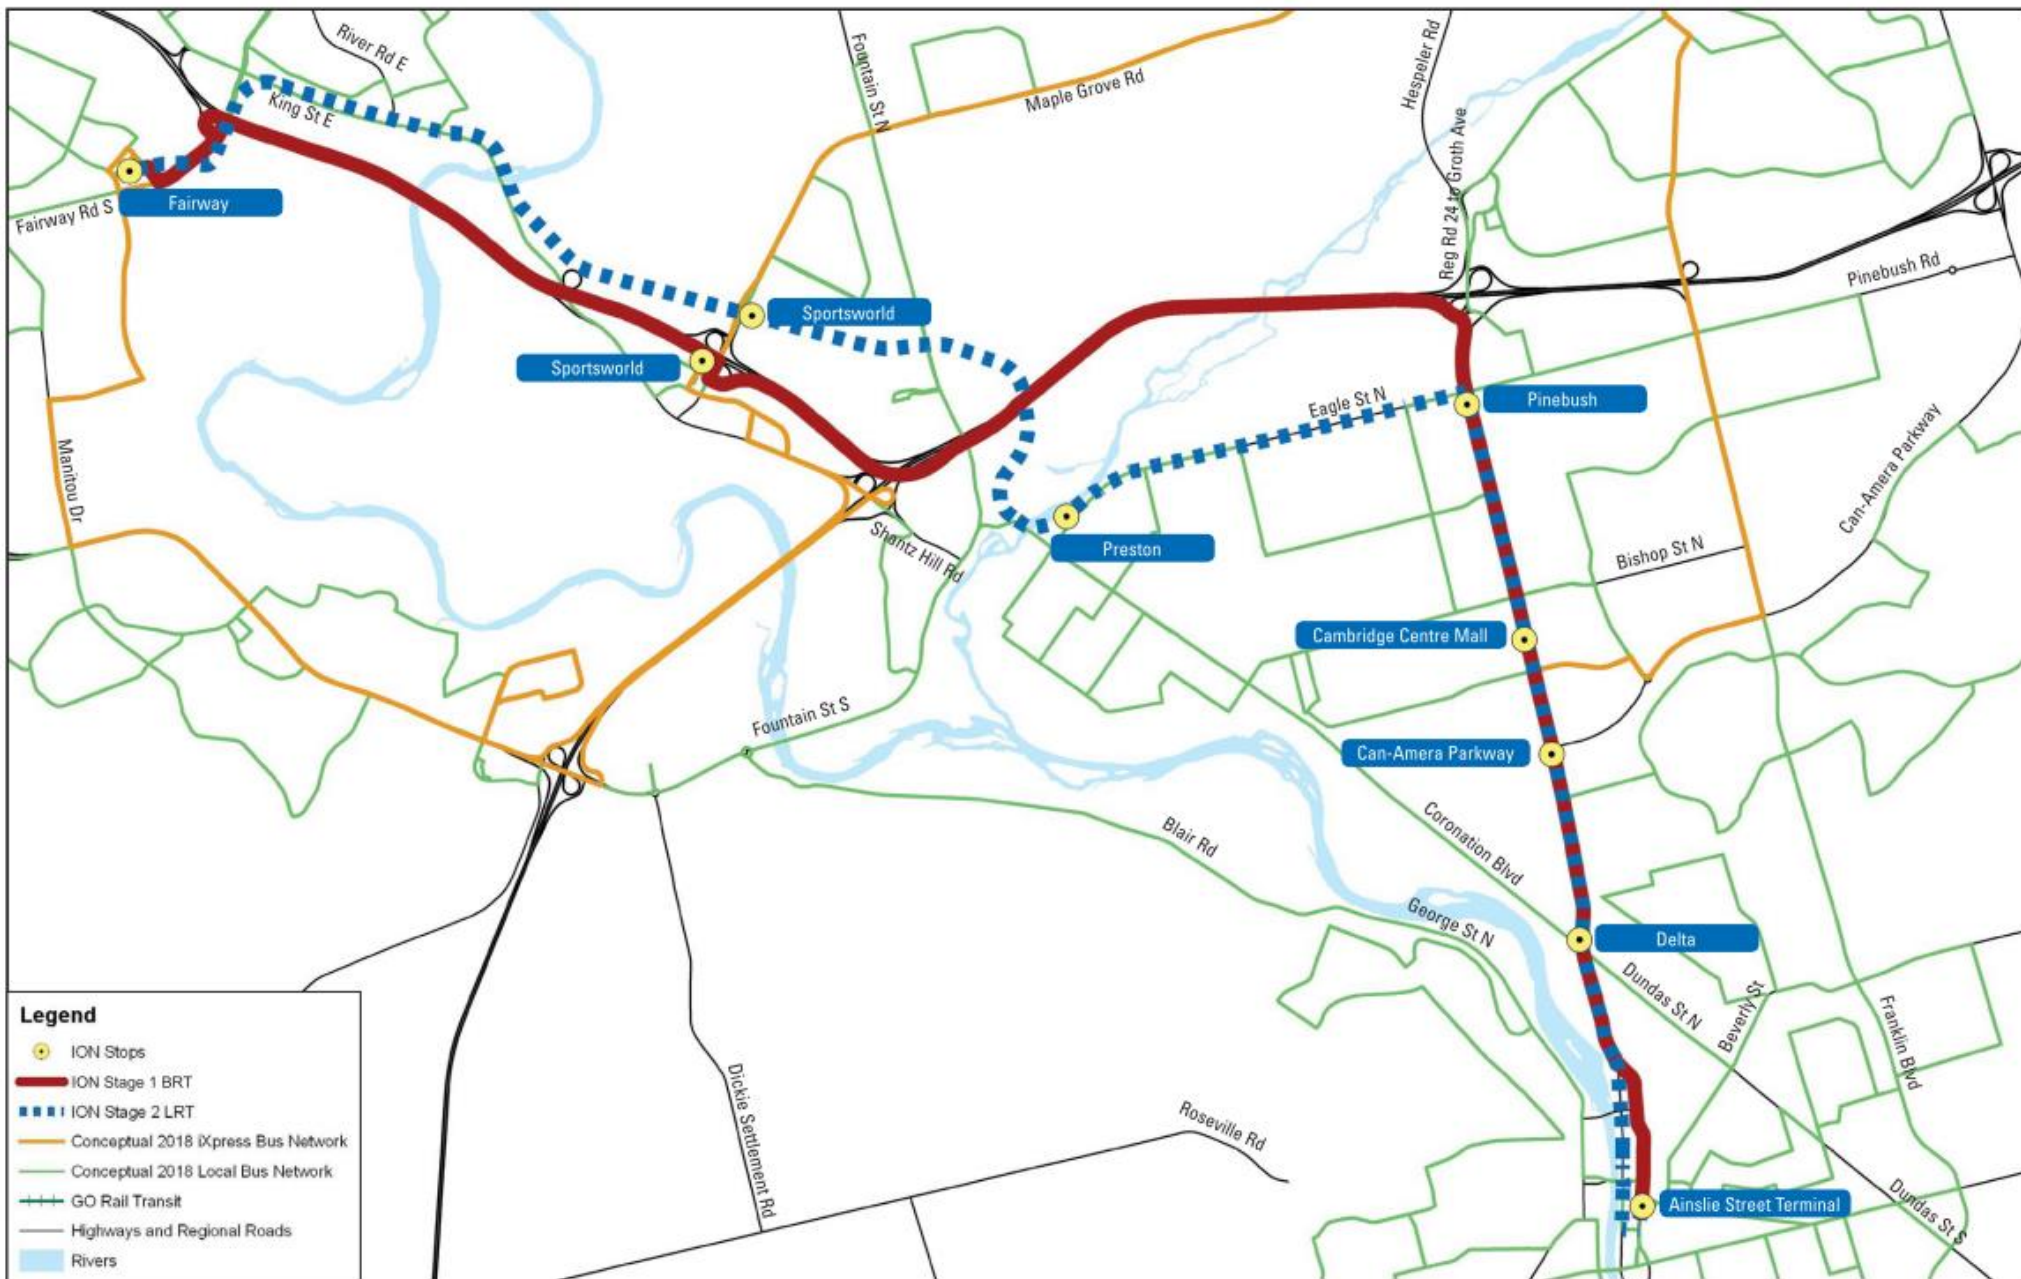 River Rd E
King St E
Fountain St N
Maple Grove Rd
Hespeler Rd
Reg Rd 24 to Groth Ave
Pinebush Rd
Fairway
Fairway Rd S
Sportsworld
Sportsworld
Eagle St N
Pinebush
Manitou Dr
Can-Amera Parkway
Shantz Hill Rd
Preston
Bishop St N
Cambridge Centre Mall
Fountain St S
Can-Amera Parkway
Blair Rd
Coronation Blvd
George St N
Delta
Dundas St N
Beverly St
Franklin Blvd
Dickie Settlement Rd
Roseville Rd
Ainslie Street Terminal
Dundas St S
Legend
ION Stops
ION Stage 1 BRT
ION Stage 2 LRT
Conceptual 2018 iXpress Bus Network
Conceptual 2018 Local Bus Network
GO Rail Transit
Highways and Regional Roads
Rivers